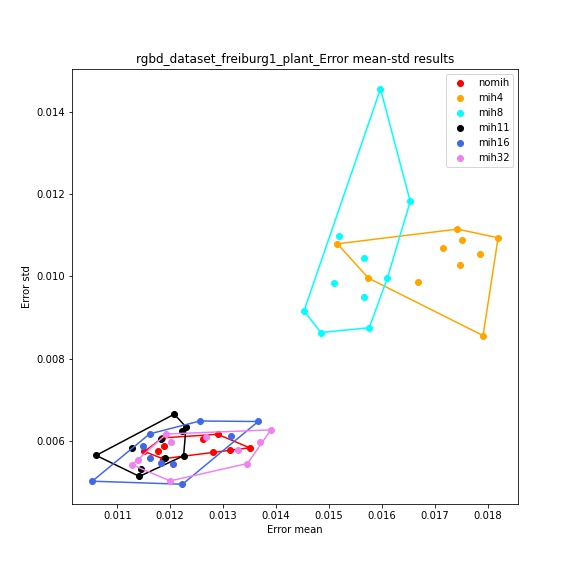 rgbd_dataset_freiburg1_plant_Error mean-std results
nomih
mih4
mih8
mih11
mih16
mih32
Error std
0.014
0.012
0.010
0.008
0.006
0.011 0.012 0.013 0.014 0.015 0.016 0.017 0.018
Error mean